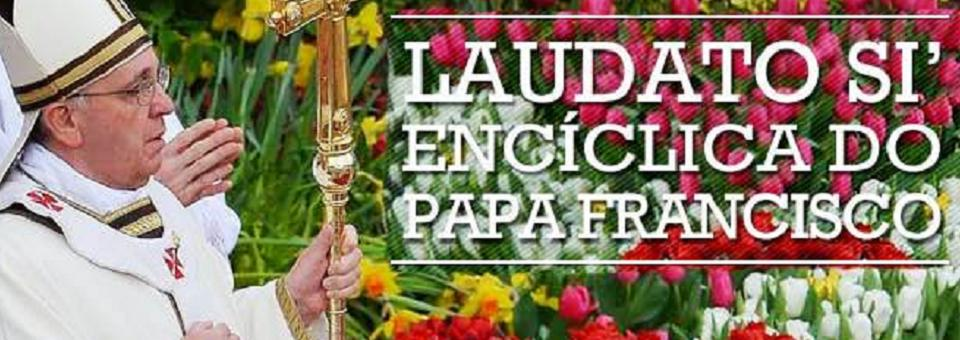 LAUDATO SI'
ENCÍCLICA DO
PAPA FRANCISCO